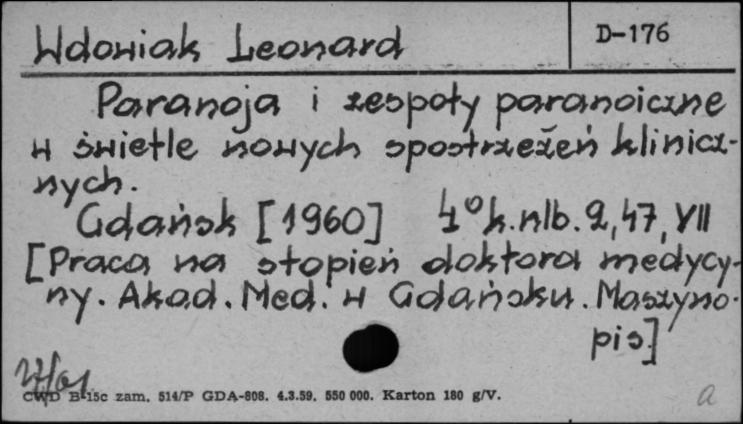 Wdowiak Leonard D-176
Paranoja i zespoły paranoiczne
w świetle nowych spostrzeżeń klinicz-
nych.
Gdańsk [1960] 4° k. nlb. 2, 47, VII
[Praca na stopień doktora medycy-
ny. Akad. Med. w Gdańsku. Maszyno-
pis]
CWD B-15c zam. 514/P GDA-808. 4.3.59. 550 000. Karton 180 g/V.
a